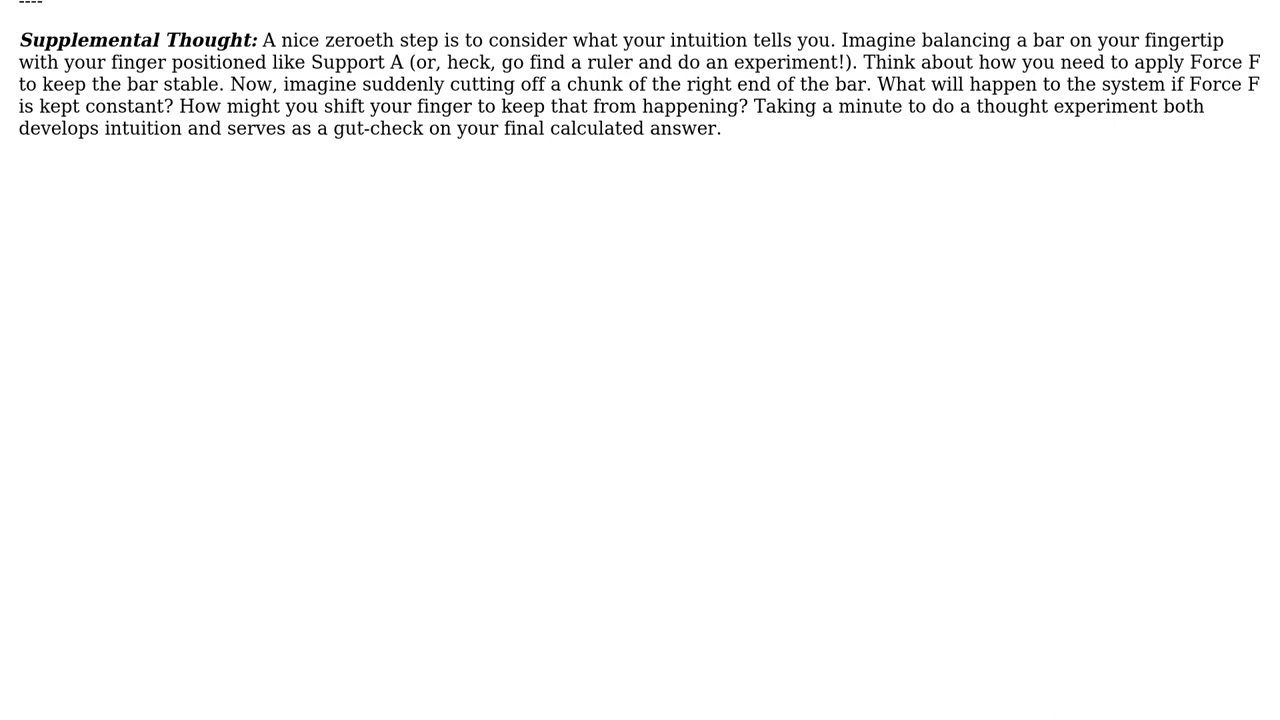 ----
Supplemental Thought: A nice zeroeth step is to consider what your intuition tells you. Imagine balancing a bar on your fingertip
with your finger positioned like Support A (or, heck, go find a ruler and do an experiment!). Think about how you need to apply Force F
to keep the bar stable. Now, imagine suddenly cutting off a chunk of the right end of the bar. What will happen to the system if Force F
is kept constant? How might you shift your finger to keep that from happening? Taking a minute to do a thought experiment both
develops intuition and serves as a gut-check on your final calculated answer.